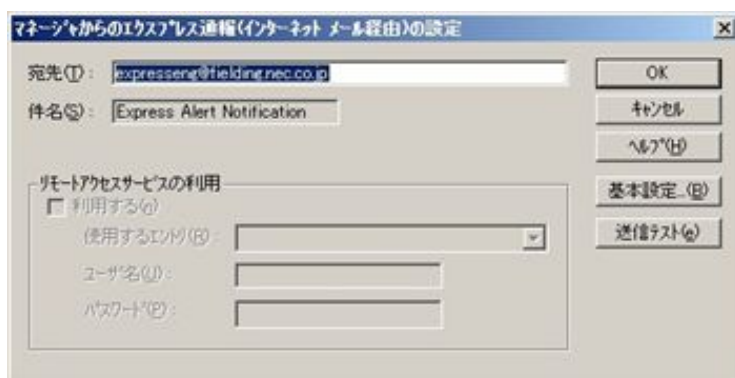 マネージャからのエクスプレス通報(インターネット メール経由)の設定
宛先(T): expresseng@fielding.nec.co.jp
OK
件名(S): Express Alert Notification
キャンセル
ヘルプ(H)
リモートアクセスサービスの利用
基本設定...(B)
利用する(n)
送信テスト(e)
使用するエントリ(R):
ユーザ名(U):
パスワード(P):